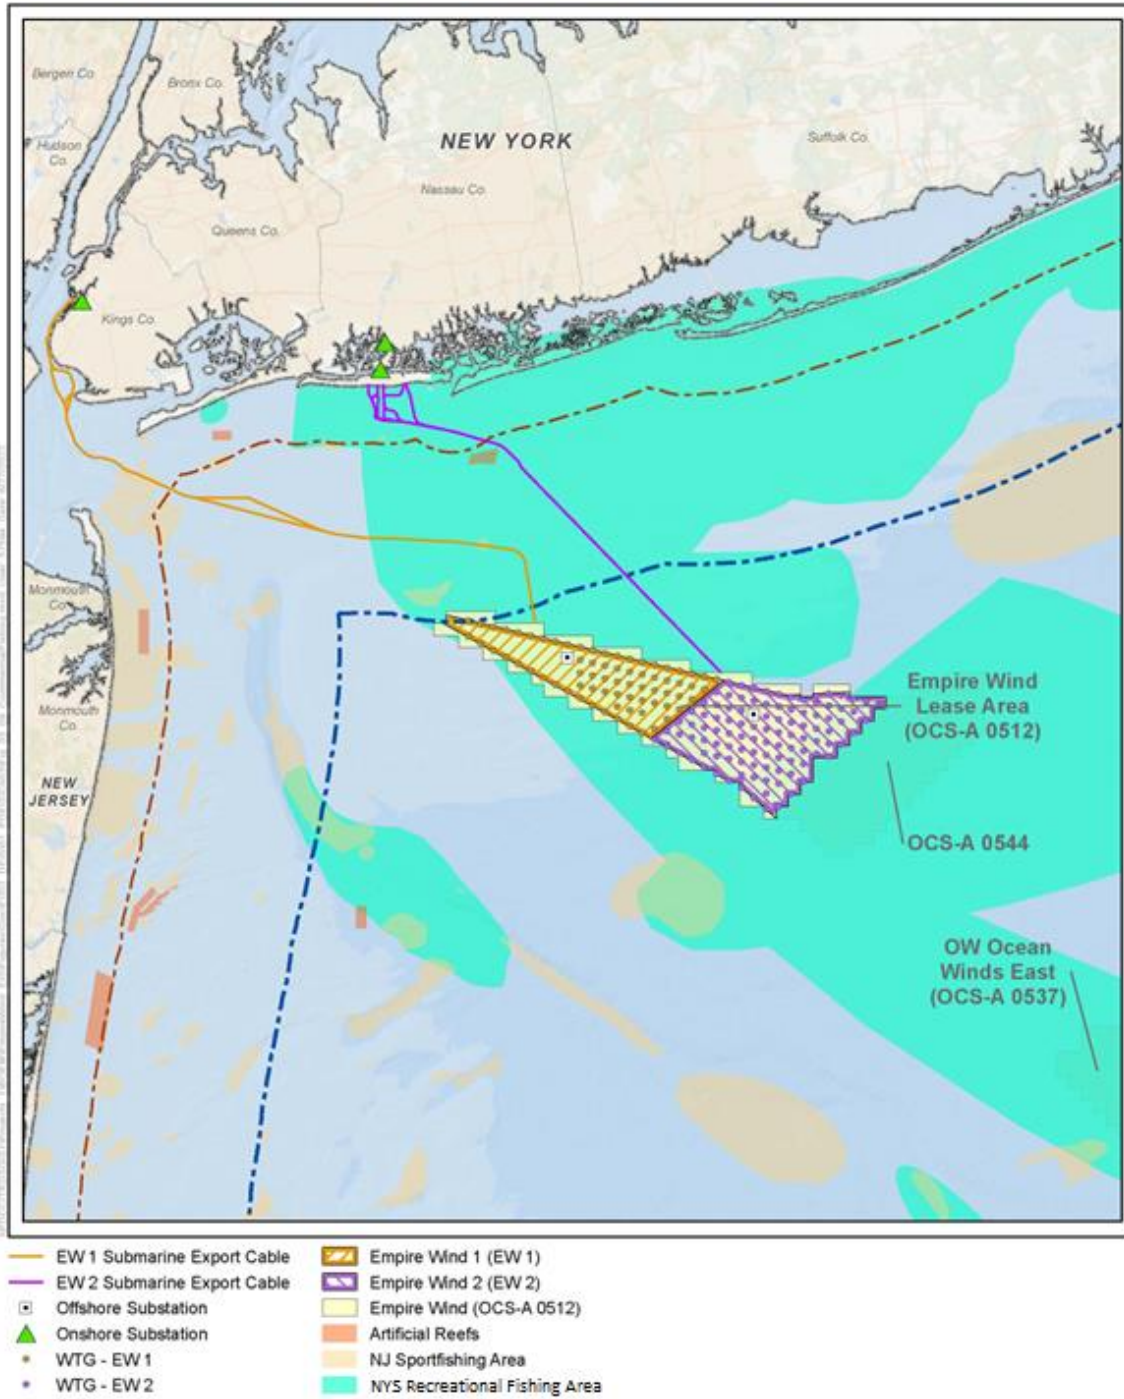 Bergen Co.
Bronx Co.
Hudson
Co.
NEW YORK
Suffolk Co.
Nassau Co.
Queens Co.
Kings Co.
Monmouth
Co.
Monmouth
Co.
NEW
JERSEY
Empire Wind
Lease Area
(OCS-A 0512)
OCS-A 0544
OW Ocean
Winds East
(OCS-A 0537)
EW 1 Submarine Export Cable
EW 2 Submarine Export Cable
Offshore Substation
Onshore Substation
WTG - EW 1
WTG - EW 2
Empire Wind 1 (EW 1)
Empire Wind 2 (EW 2)
Empire Wind (OCS-A 0512)
Artificial Reefs
NJ Sportfishing Area
NYS Recreational Fishing Area